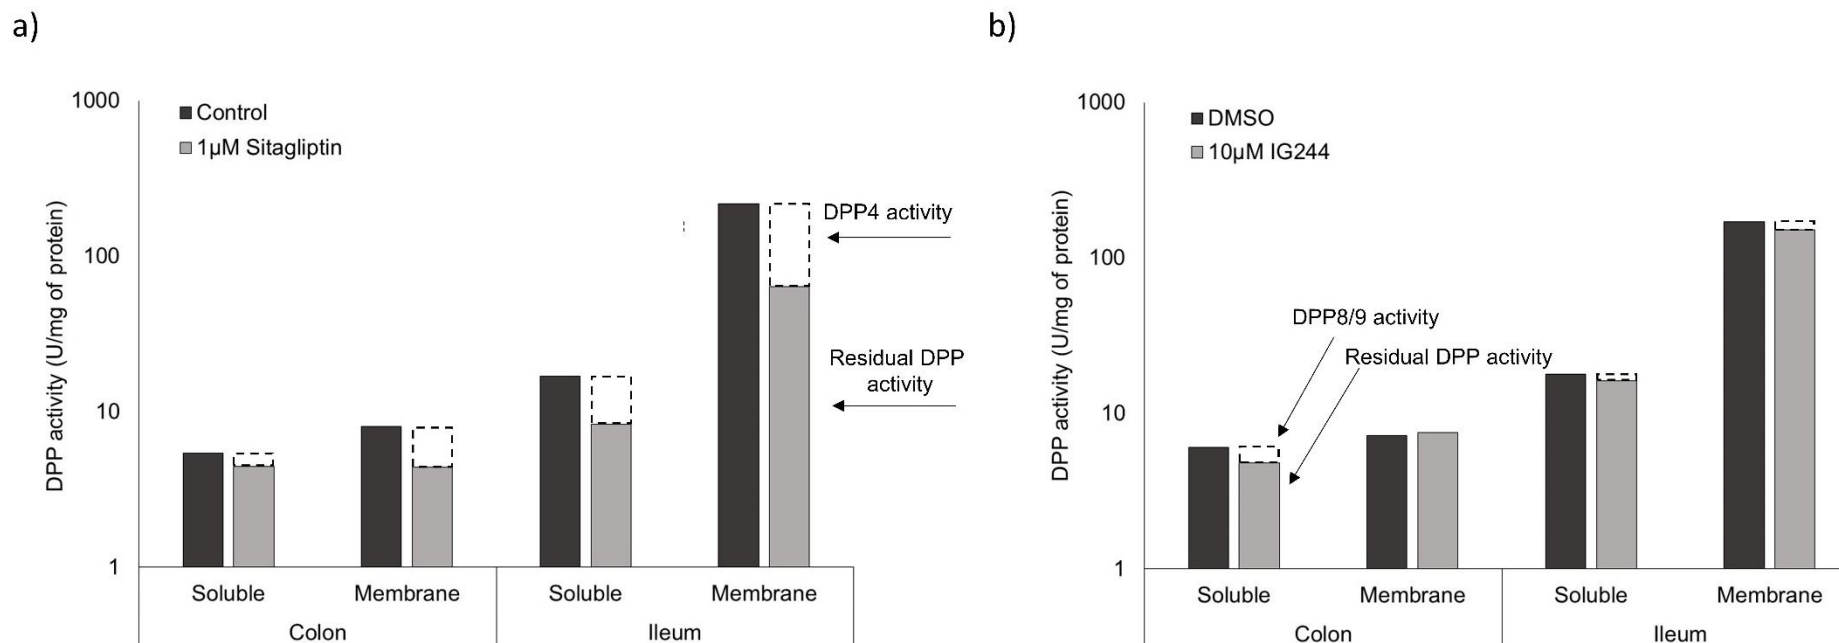 a)
1000
100
10
1
DPP activity (U/mg of protein)
Control
1µM Sitagliptin
DPP4 activity
Residual DPP
activity
Soluble
Membrane
Soluble
Membrane
Colon
Ileum
b)
1000
100
10
1
DPP activity (U/mg of protein)
DMSO
10µM IG244
DPP8/9 activity
Residual DPP activity
Soluble
Membrane
Soluble
Membrane
Colon
Ileum